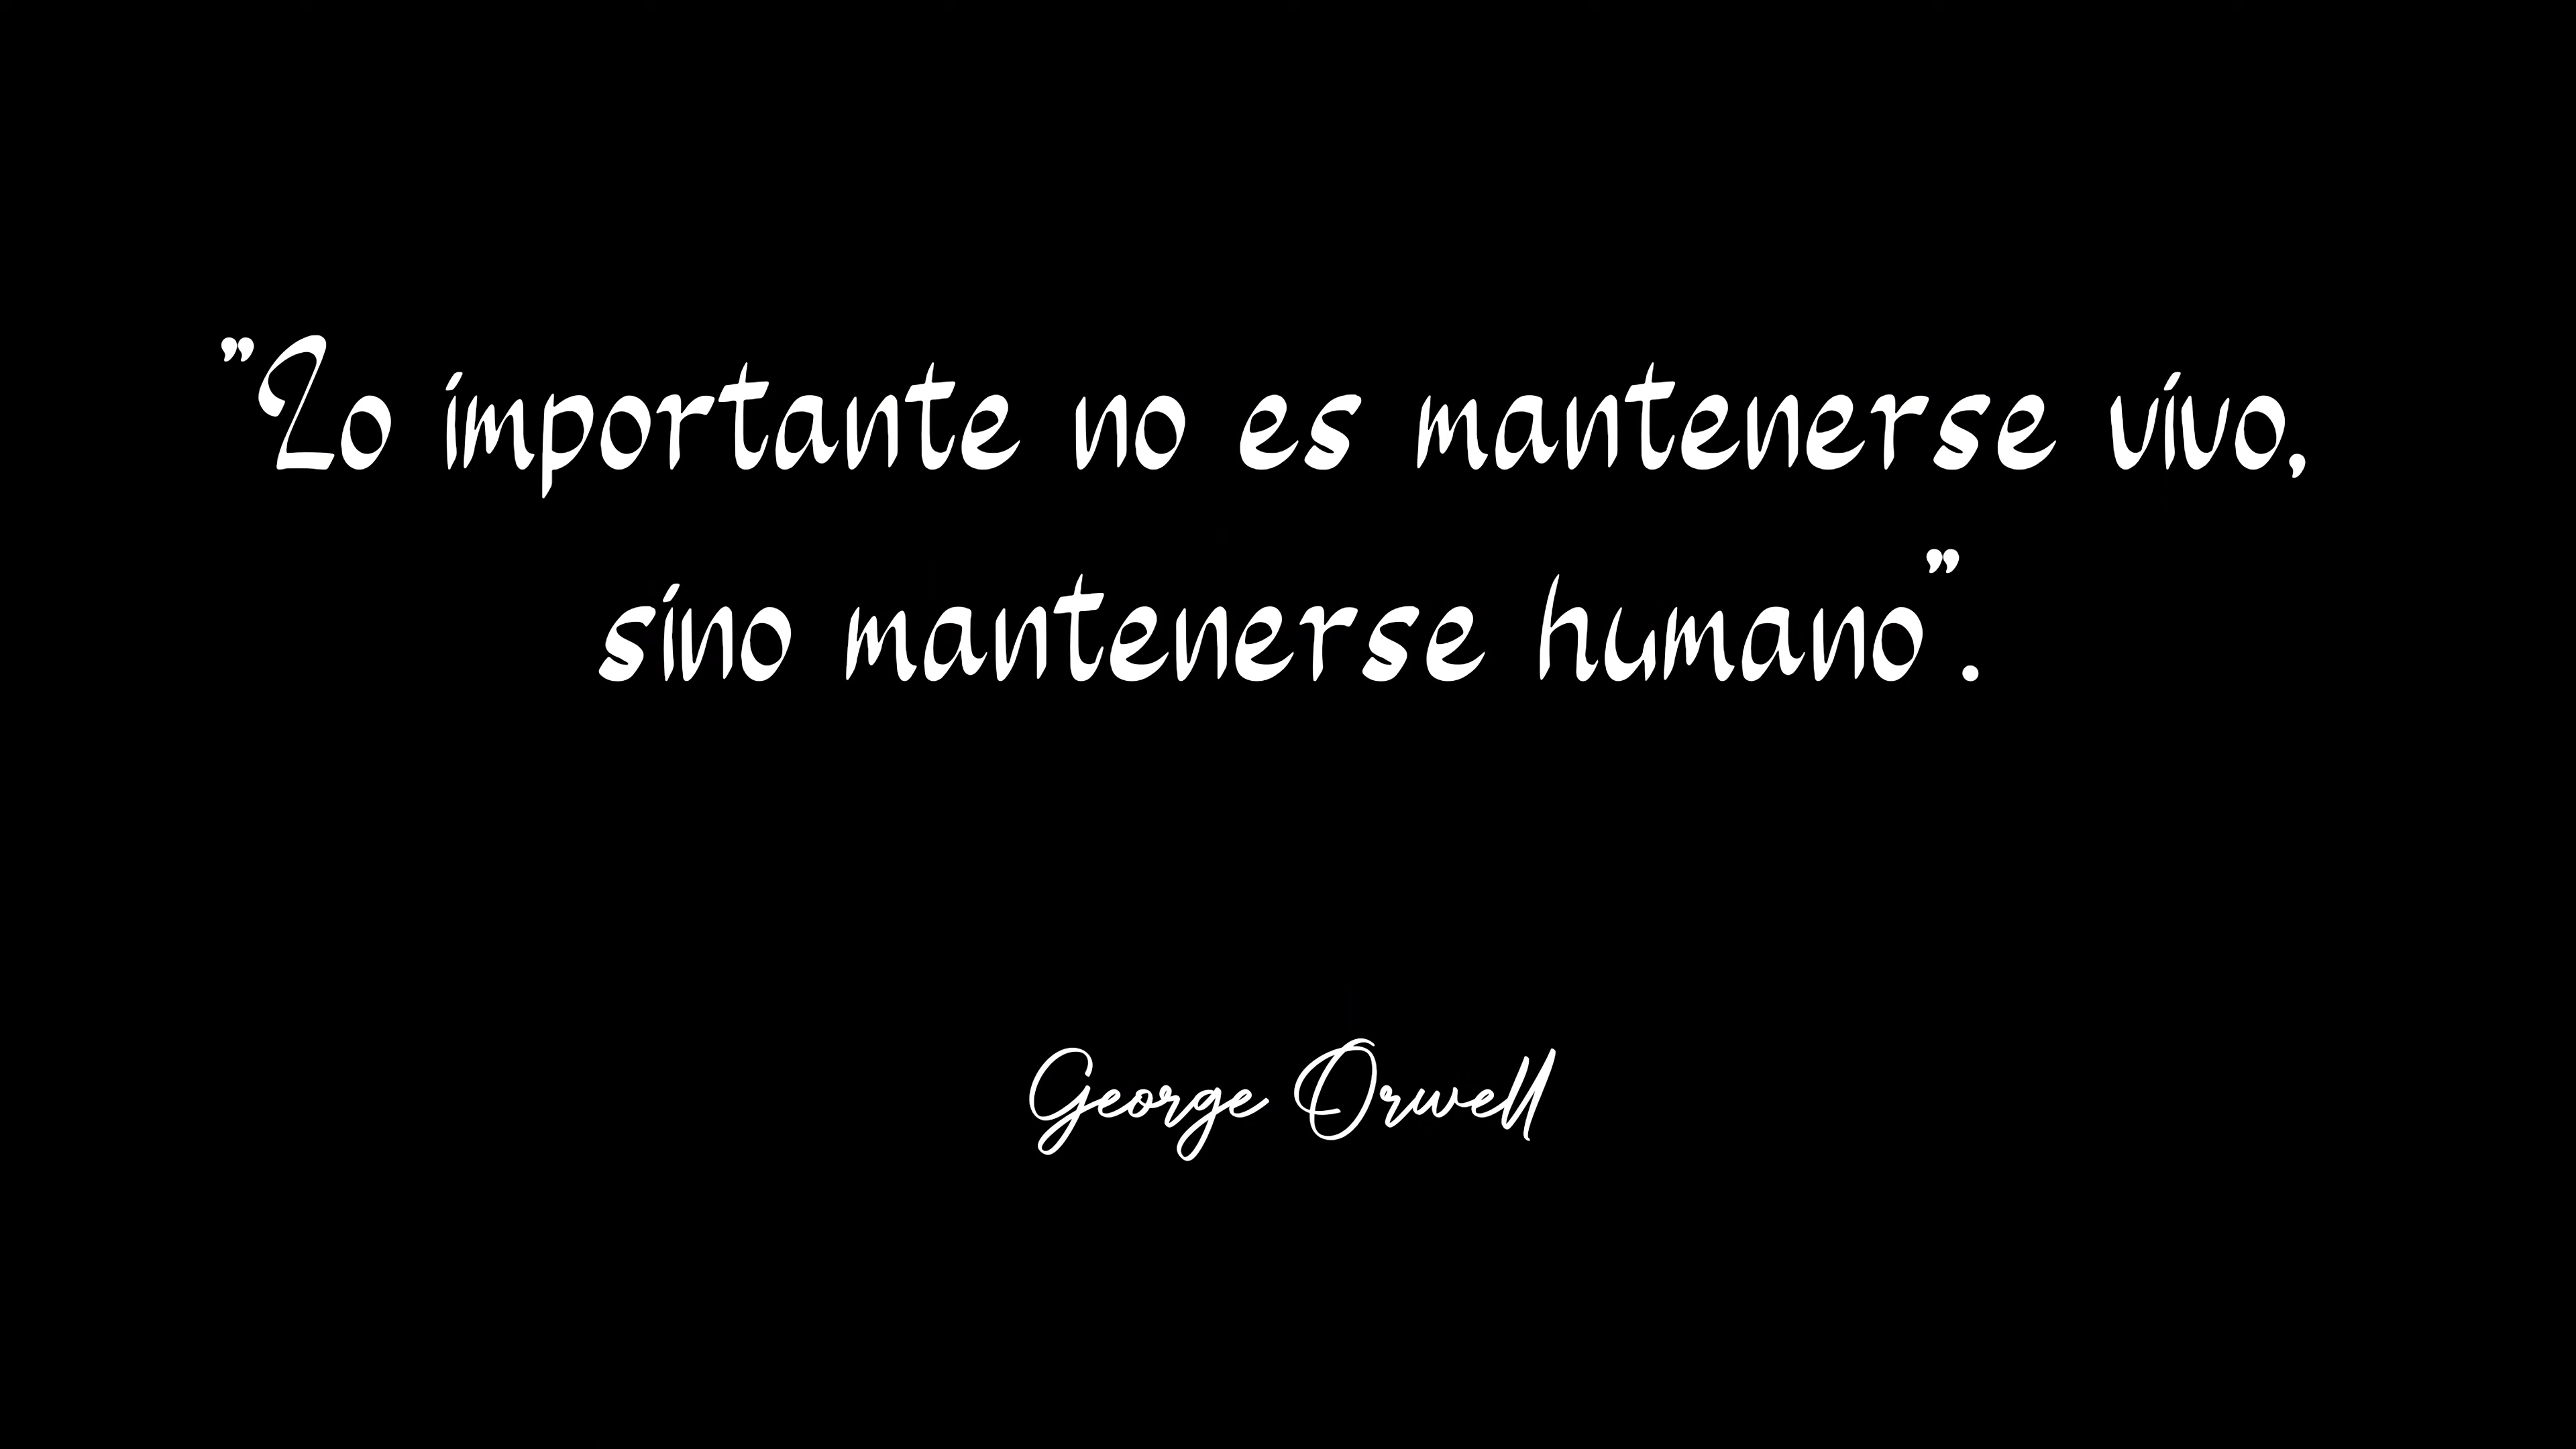 "Lo importante no es mantenerse vivo,
sino mantenerse humano".
George Orwell